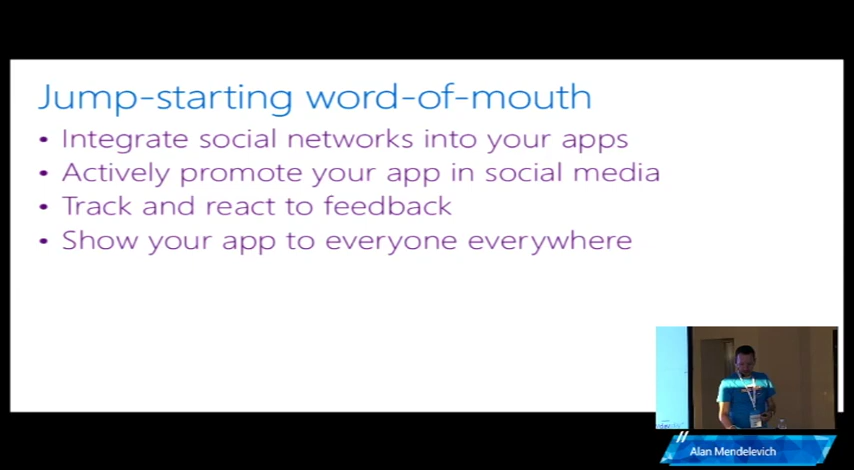 Jump-starting word-of-mouth
• Integrate social networks into your apps
• Actively promote your app in social media
• Track and react to feedback
• Show your app to everyone everywhere
Alan Mendelevich